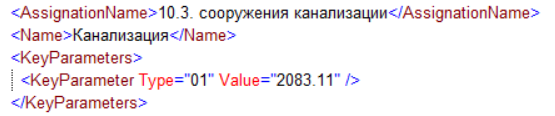 <AssignationName>10.3. сооружения канализации</AssignationName>
<Name>Канализация</Name>
<KeyParameters>
<KeyParameter Type="01" Value="2083.11" />
</KeyParameters>